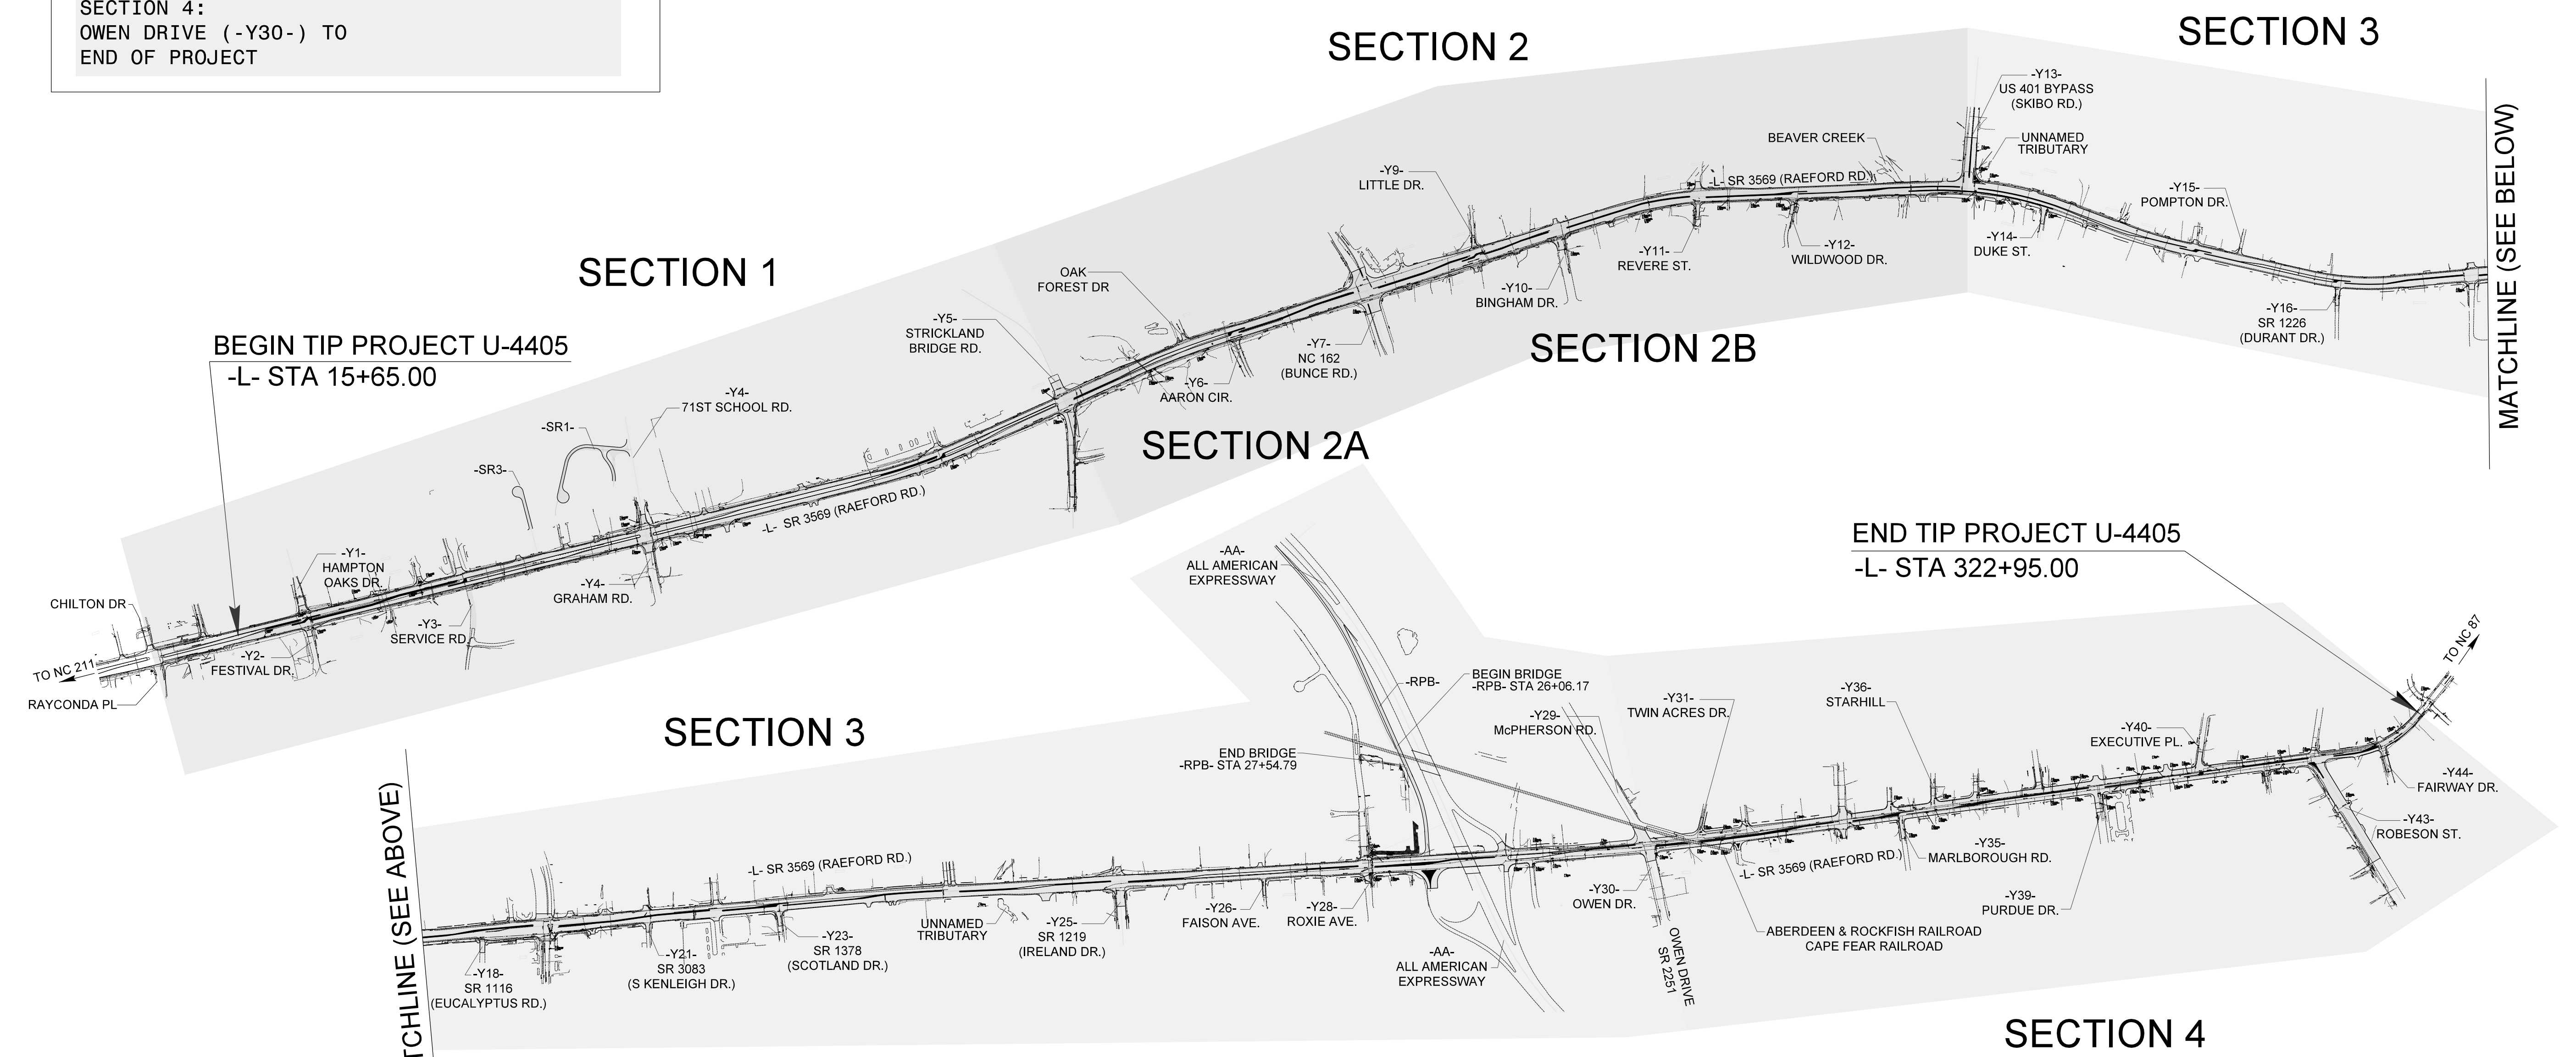 SECTION 4:
OWEN DRIVE (-Y30-) TO
END OF PROJECT
SECTION 2
SECTION 3
-Y13-
US 401 BYPASS
(SKIBO RD.)
UNNAMED
TRIBUTARY
BEAVER CREEK
-L- SR 3569 (RAEFORD RD.)
-Y9-
LITTLE DR.
-Y15-
POMPTON DR.
MATCHLINE (SEE BELOW)
-Y14-
DUKE ST.
-Y12-
WILDWOOD DR.
-Y11-
REVERE ST.
-Y10-
BINGHAM DR.
-Y16-
SR 1226
(DURANT DR.)
SECTION 2B
SECTION 1
OAK
FOREST DR
-Y5-
STRICKLAND
BRIDGE RD.
-Y7-
NC 162
(BUNCE RD.)
-Y6-
AARON CIR.
SECTION 2A
BEGIN TIP PROJECT U-4405
-L- STA 15+65.00
-Y4-
71ST SCHOOL RD.
-SR1-
-SR3-
-L- SR 3569 (RAEFORD RD.)
-Y1-
HAMPTON
OAKS DR.
-Y4-
GRAHAM RD.
CHILTON DR
-Y3-
SERVICE RD.
-Y2-
FESTIVAL DR.
TO NC 211
RAYCONDA PL
END TIP PROJECT U-4405
-L- STA 322+95.00
-AA-
ALL AMERICAN
EXPRESSWAY
TO NC 87
SECTION 3
-RPB-
BEGIN BRIDGE
-RPB- STA 26+06.17
END BRIDGE
-RPB- STA 27+54.79
-Y29-
McPHERSON RD.
-Y31-
TWIN ACRES DR.
-Y36-
STARHILL
-Y40-
EXECUTIVE PL.
-Y44-
FAIRWAY DR.
-Y43-
ROBESON ST.
TCHLINE (SEE ABOVE)
-L- SR 3569 (RAEFORD RD.)
-L- SR 3569 (RAEFORD RD.)
-Y35-
MARLBOROUGH RD.
-Y39-
PURDUE DR.
-Y30-
OWEN DR.
-Y28-
ROXIE AVE.
-Y26-
FAISON AVE.
-Y25-
SR 1219
(IRELAND DR.)
UNNAMED
TRIBUTARY
-Y23-
SR 1378
(SCOTLAND DR.)
-Y21-
SR 3083
(S KENLEIGH DR.)
-Y18-
SR 1116
(EUCALYPTUS RD.)
-AA-
ALL AMERICAN
EXPRESSWAY
OWEN DRIVE
SR 2251
ABERDEEN & ROCKFISH RAILROAD
CAPE FEAR RAILROAD
SECTION 4